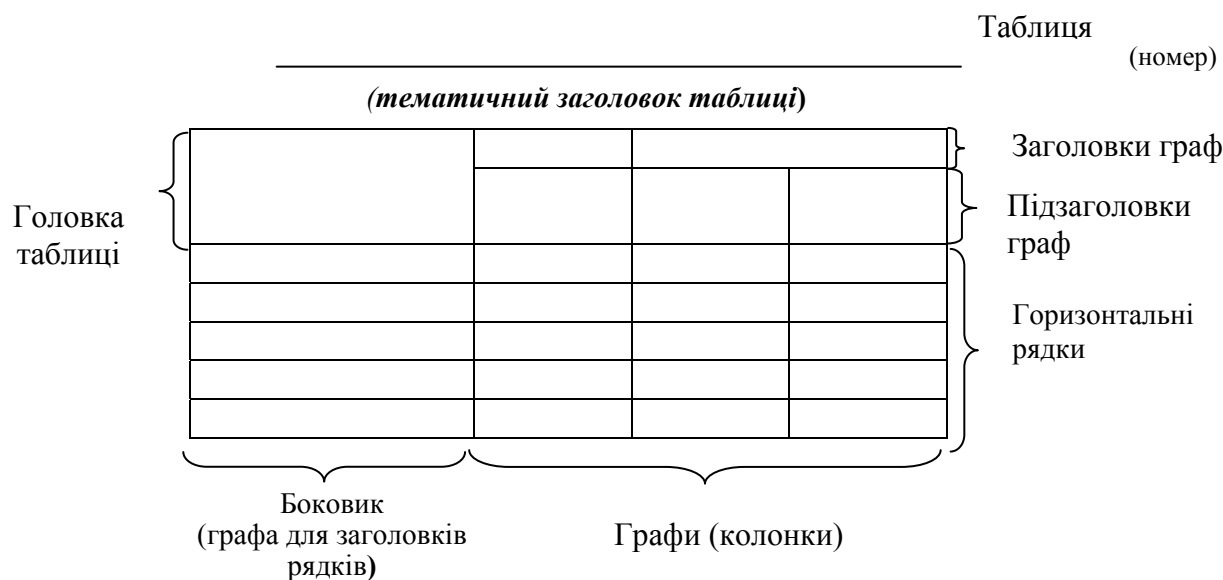 Таблиця
(номер)
(тематичний заголовок таблиці)
Заголовки граф
Головка
таблиці
Підзаголовки
граф
Горизонтальні
рядки
Боковик
(графа для заголовків
рядків)
Графи (колонки)